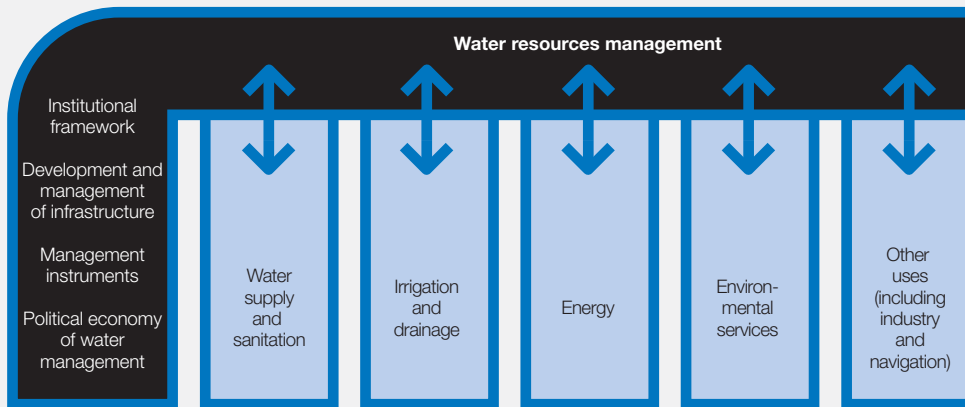 Water resources management
Institutional
framework
Development and
management
of infrastructure
Management
instruments
Political economy
of water
management
Water
supply
and
sanitation
Irrigation
and
drainage
Energy
Environ-
mental
services
Other
uses
(including
industry
and
navigation)